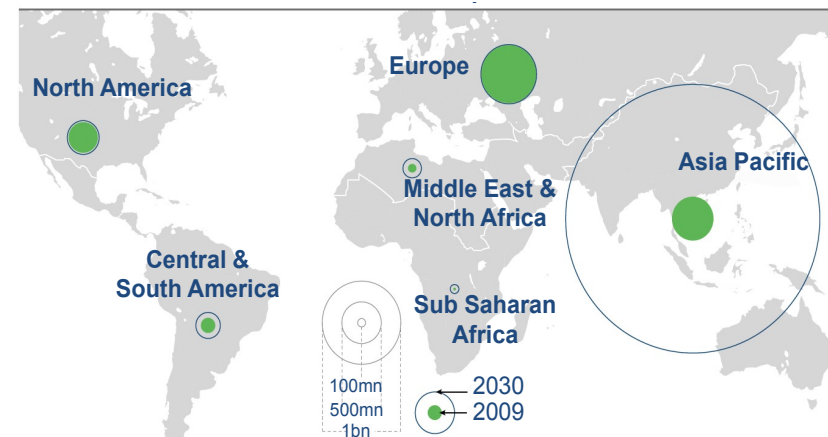 North America
Europe
Asia Pacific
Middle East &
North Africa
Central &
South America
Sub Saharan
Africa
100mn
500mn
1bn
2030
2009